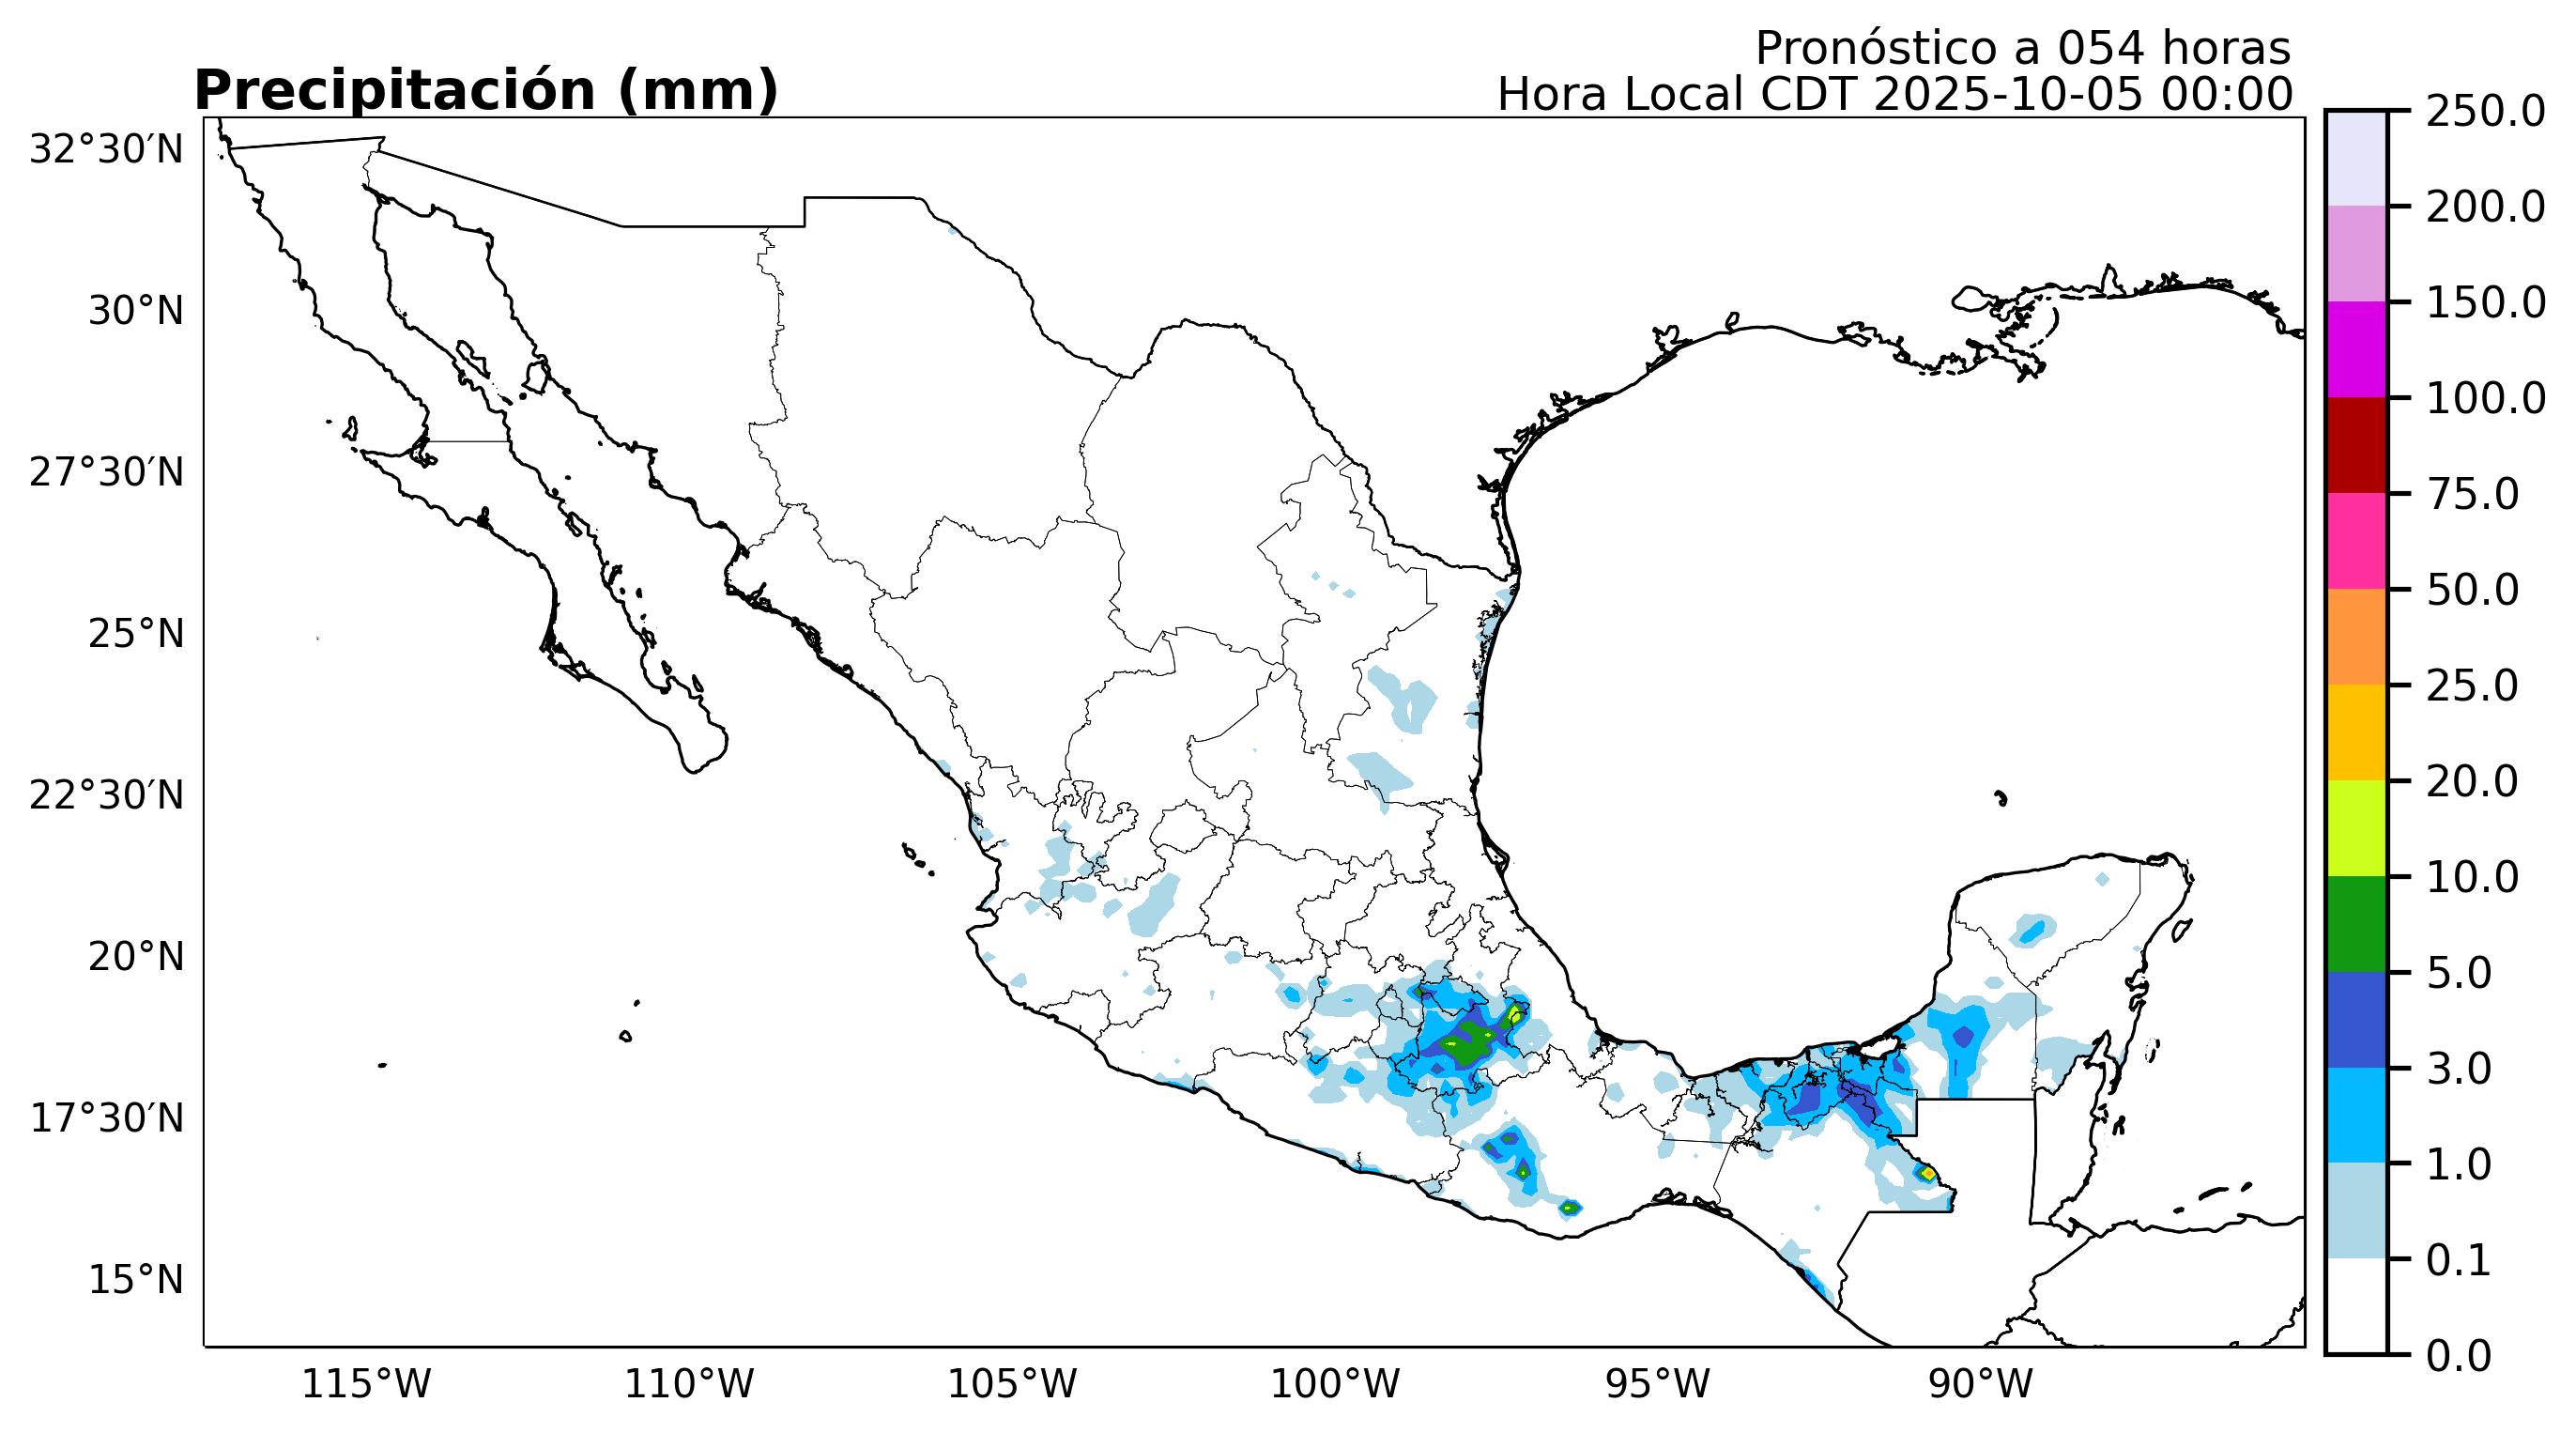 Pronóstico a 054 horas
Precipitación (mm)
Hora Local CDT 2025-10-05 00:00
32°30′N
30°N
27°30′N
25°N
22°30′N
20°N
17°30′N
15°N
115°W
110°W
105°W
100°W
95°W
90°W
250.0
200.0
150.0
100.0
75.0
50.0
25.0
20.0
10.0
5.0
3.0
1.0
0.1
0.0